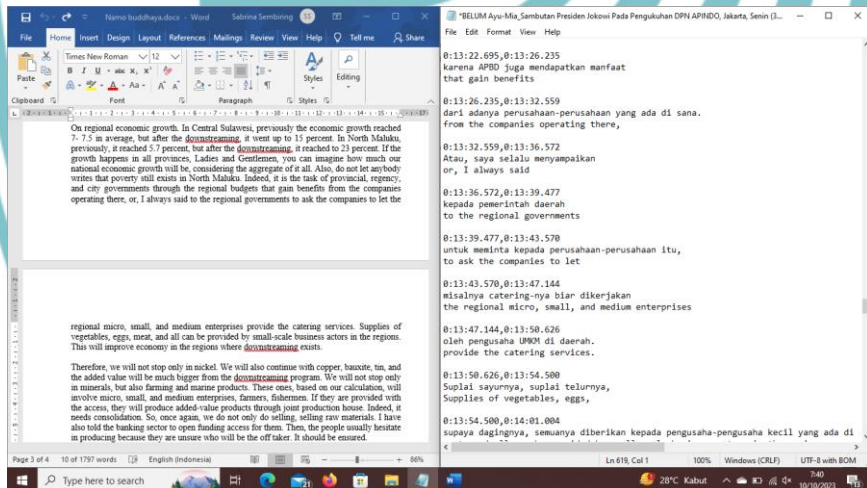 Namo buddhaya.docx - Word
Sabrina Sembiring
SS
File Home Insert Design Layout References Mailings Review View Help Tell me Share
Paste
Times New Roman 12
Styles
Editing
Clipboard Font Paragraph Styles
On regional economic growth. In Central Sulawesi, previously the economic growth reached
7- 7.5 in average, but after the downstreaming, it went up to 15 percent. In North Maluku,
previously, it reached 5.7 percent, but after the downstreaming, it reached to 23 percent. If the
growth happens in all provinces, Ladies and Gentlemen, you can imagine how much our
national economic growth will be, considering the aggregate of it all. Also, do not let anybody
writes that poverty still exists in North Maluku. Indeed, it is the task of provincial, regency,
and city governments through the regional budgets that gain benefits from the companies
operating there, or, I always said to the regional governments to ask the companies to let the
regional micro, small, and medium enterprises provide the catering services. Supplies of
vegetables, eggs, meat, and all can be provided by small-scale business actors in the regions.
This will improve economy in the regions where downstreaming exists.
Therefore, we will not stop only in nickel. We will also continue with copper, bauxite, tin, and
the added value will be much bigger from the downstreaming program. We will not stop only
in minerals, but also farming and marine products. These ones, based on our calculation, will
involve micro, small, and medium enterprises, farmers, fishermen. If they are provided with
the access, they will produce added-value products through joint production house. Indeed, it
needs consolidation. So, once again, we do not only do selling, selling raw materials. I have
also told the banking sector to open funding access for them. Then, the people usually hesitate
in producing because they are unsure who will be the off taker. It should be ensured.
Page 3 of 4 10 of 1797 words English (Indonesia) 86%
*BELUM Ayu-Mia_Sambutan Presiden Jokowi Pada Pengukuhan DPN APINDO, Jakarta, Senin (3...
File Edit Format View Help
0:13:22.695,0:13:26.235
karena APBD juga mendapatkan manfaat
that gain benefits
0:13:26.235,0:13:32.559
dari adanya perusahaan-perusahaan yang ada di sana.
from the companies operating there,
0:13:32.559,0:13:36.572
Atau, saya selalu menyampaikan
or, I always said
0:13:36.572,0:13:39.477
kepada pemerintah daerah
to the regional governments
0:13:39.477,0:13:43.570
untuk meminta kepada perusahaan-perusahaan itu,
to ask the companies to let
0:13:43.570,0:13:47.144
misalnya catering-nya biar dikerjakan
the regional micro, small, and medium enterprises
0:13:47.144,0:13:50.626
oleh pengusaha UMKM di daerah.
provide the catering services.
0:13:50.626,0:13:54.500
Suplai sayurnya, suplai telurnya,
Supplies of vegetables, eggs,
0:13:54.500,0:14:01.004
supaya dagingnya, semuanya diberikan kepada pengusaha-pengusaha kecil yang ada di
Ln 619, Col 1 100% Windows (CRLF) UTF-8 with BOM
Type here to search
28°C Kabut
7:40
10/10/2023